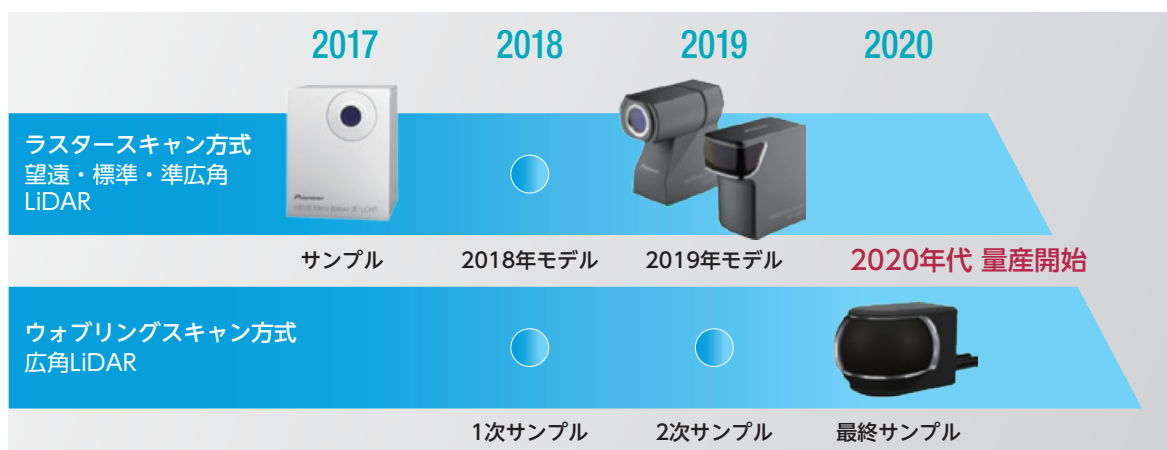 2017
2018
2019
2020
ラスタースキャン方式
望遠・標準・準広角
LiDAR
Pioneer
サンプル
2018年モデル
2019年モデル
2020年代 量産開始
ウォブリングスキャン方式
広角LiDAR
1次サンプル
2次サンプル
最終サンプル